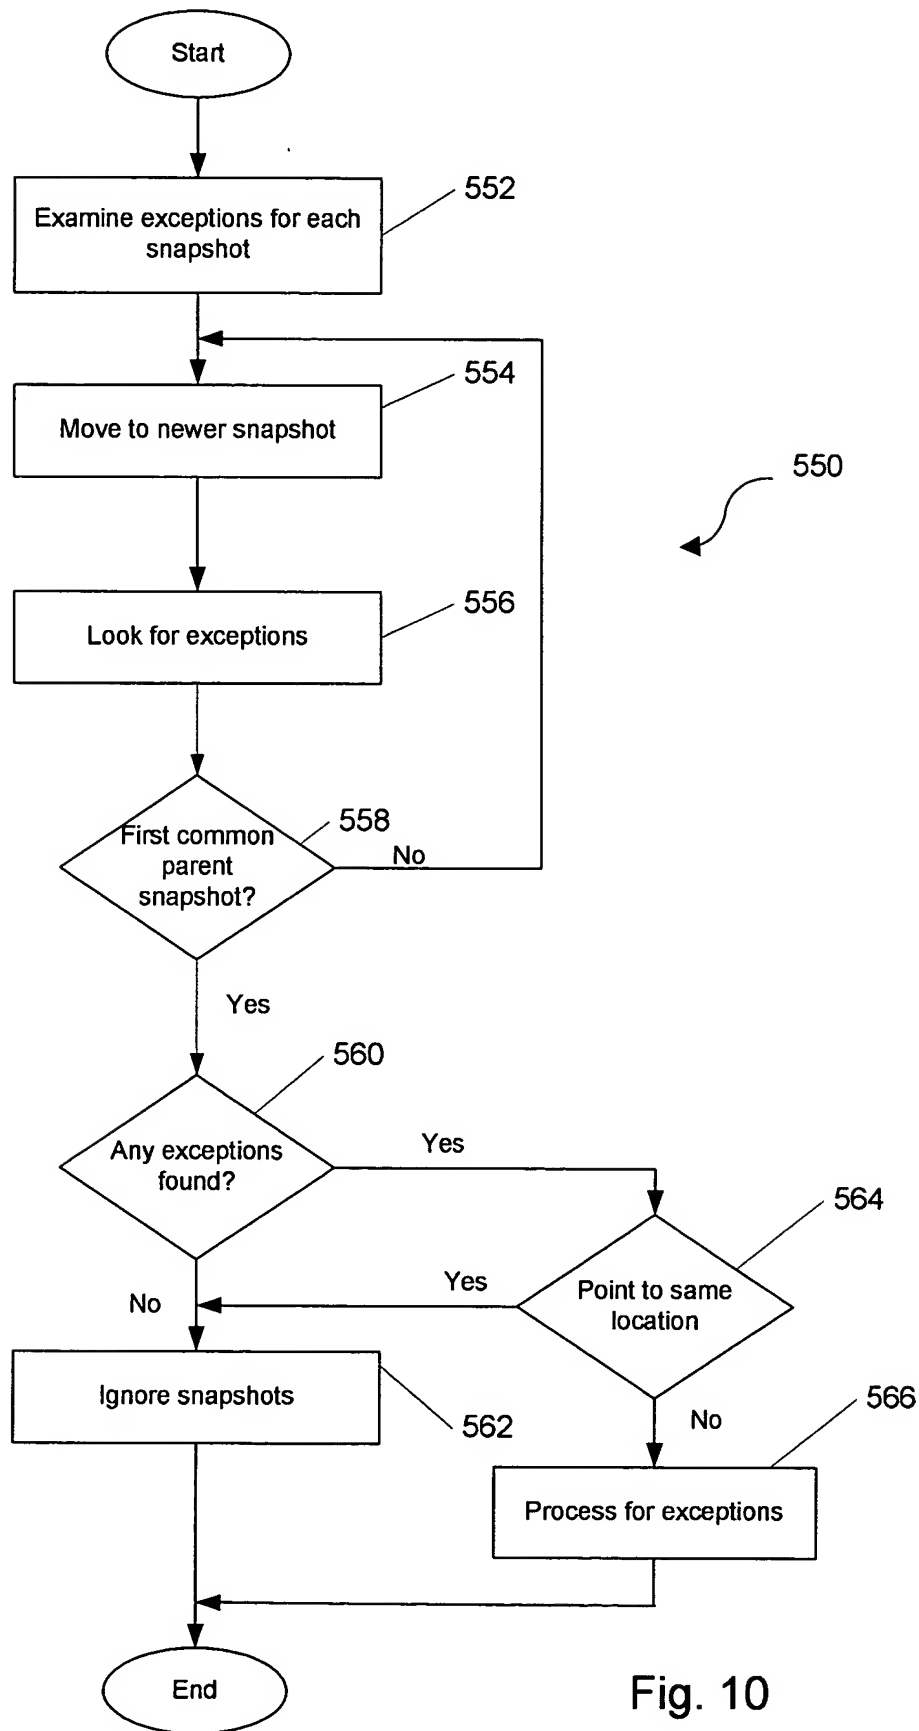 Start
552
Examine exceptions for each
snapshot
554
Move to newer snapshot
550
556
Look for exceptions
558
First common
parent
snapshot?
No
Yes
560
Any exceptions
found?
Yes
564
Point to same
location
Yes
No
Ignore snapshots
562
No
566
Process for exceptions
End
Fig. 10